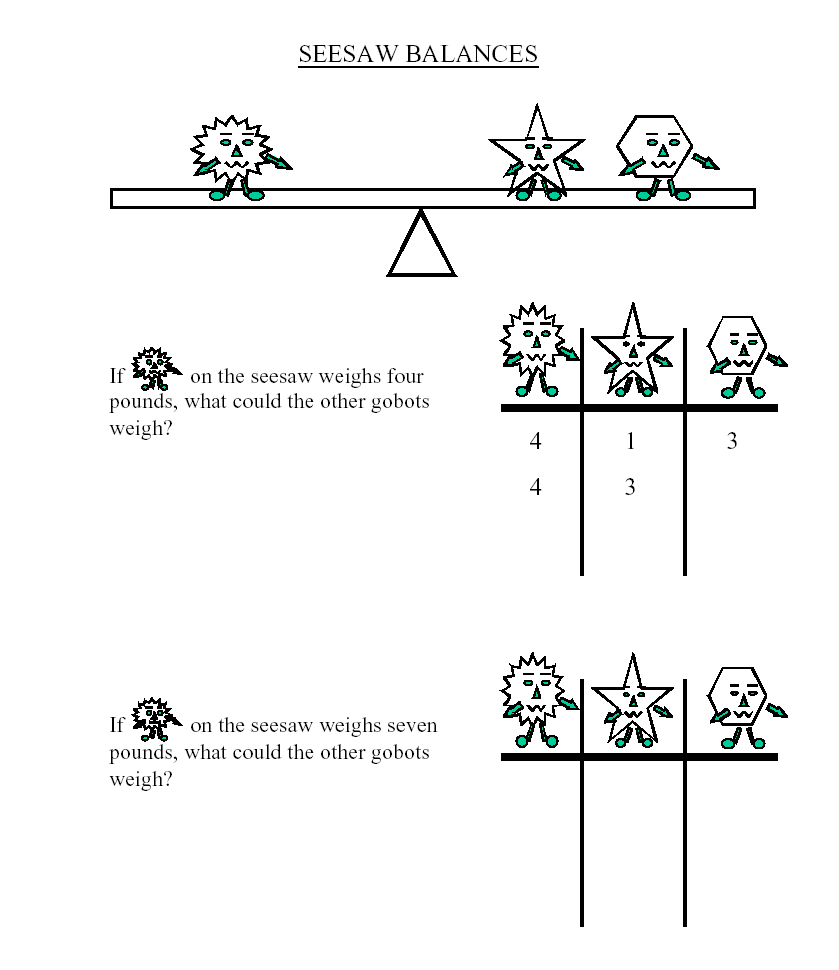 SEESAW BALANCES
If on the seesaw weighs four
pounds, what could the other gobots
weigh?
4 1 3
4 3
If on the seesaw weighs seven
pounds, what could the other gobots
weigh?